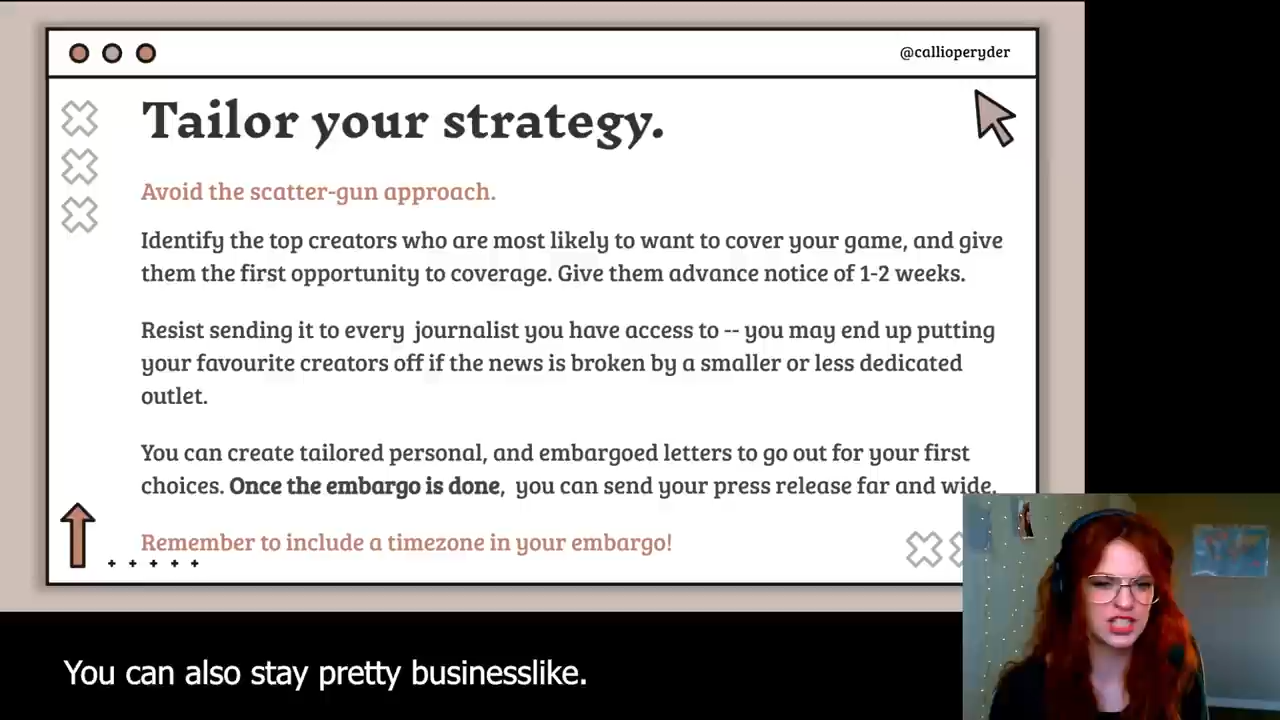 @callioperyder
Tailor your strategy.
Avoid the scatter-gun approach.
Identify the top creators who are most likely to want to cover your game, and give
them the first opportunity to coverage. Give them advance notice of 1-2 weeks.
Resist sending it to every journalist you have access to -- you may end up putting
your favourite creators off if the news is broken by a smaller or less dedicated
outlet.
You can create tailored personal, and embargoed letters to go out for your first
choices. Once the embargo is done, you can send your press release far and wide.
Remember to include a timezone in your embargo!
You can also stay pretty businesslike.